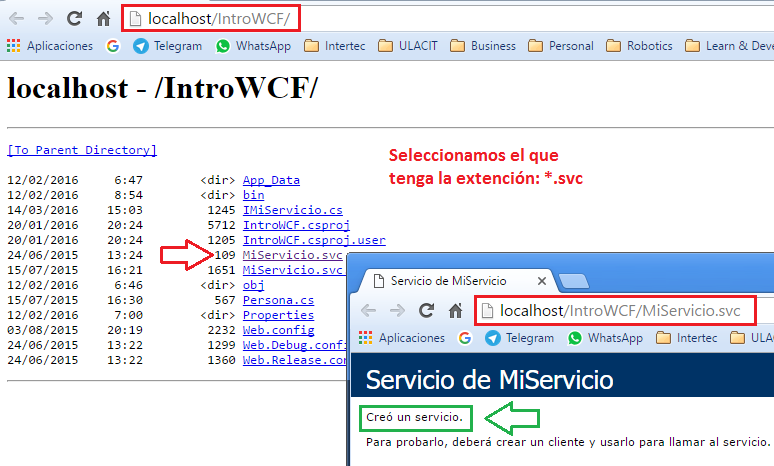 localhost/IntroWCF/
Aplicaciones Telegram WhatsApp Intertec ULACIT Business Personal Robotics Learn & Deve
localhost - /IntroWCF/
[To Parent Directory]
Seleccionamos el que
tenga la extención: *.svc
12/02/2016 6:47 <dir> App_Data
12/02/2016 8:54 <dir> bin
14/03/2016 15:03 1245 IMiServicio.cs
20/01/2016 20:24 5712 IntroWCF.csproj
20/01/2016 20:24 1205 IntroWCF.csproj.user
24/06/2015 13:24 109 MiServicio.svc
15/07/2015 16:21 1651 MiServicio.svc
12/02/2016 6:46 <dir> obj
15/07/2015 16:30 567 Persona.cs
12/02/2016 7:00 <dir> Properties
03/08/2015 20:19 2232 Web.config
24/06/2015 13:22 1299 Web.Debug.confi
24/06/2015 13:22 1360 Web.Release.con
Servicio de MiServicio
localhost/IntroWCF/MiServicio.svc
Aplicaciones Telegram WhatsApp Intertec ULAC
Servicio de MiServicio
Creó un servicio.
Para probarlo, deberá crear un cliente y usarlo para llamar al servicio.